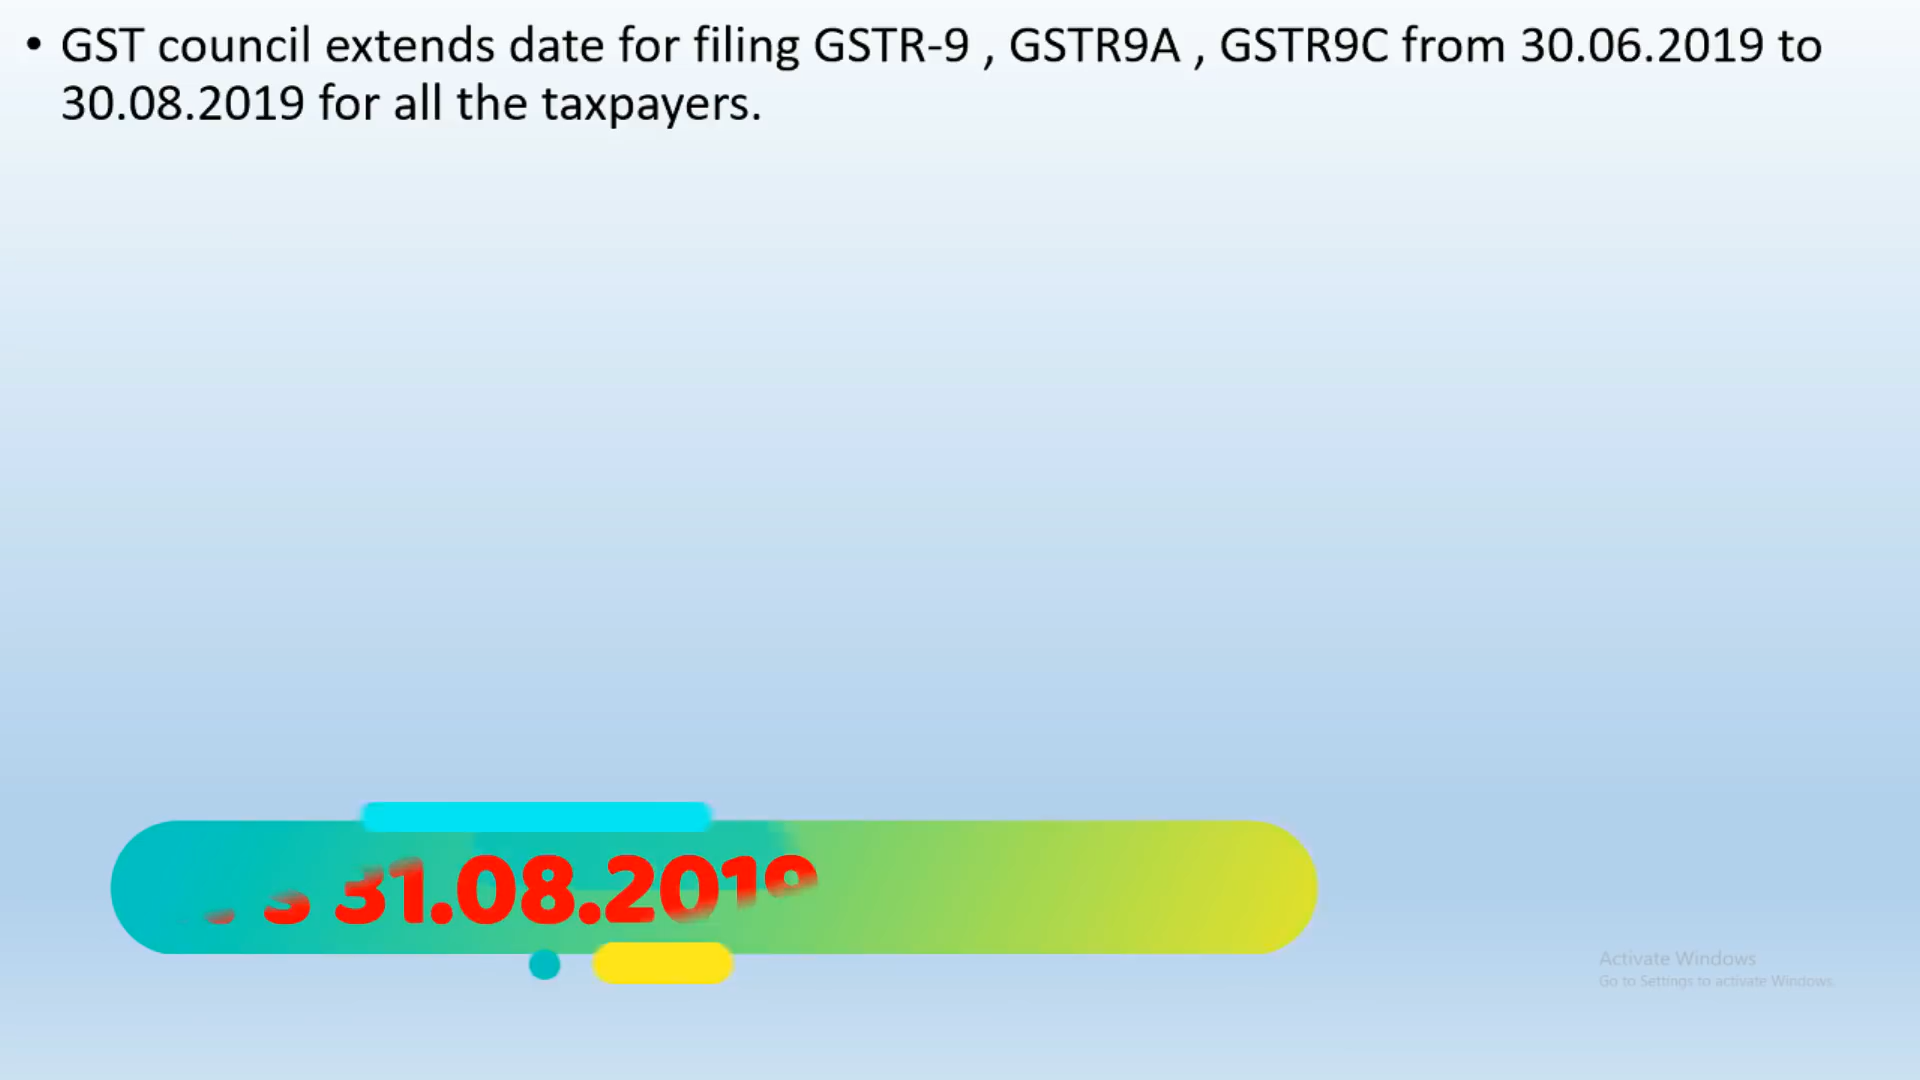 • GST council extends date for filing GSTR-9 , GSTR9A , GSTR9C from 30.06.2019 to
30.08.2019 for all the taxpayers.
31.08.2019
Activate Windows
Go to Settings to activate Windows.